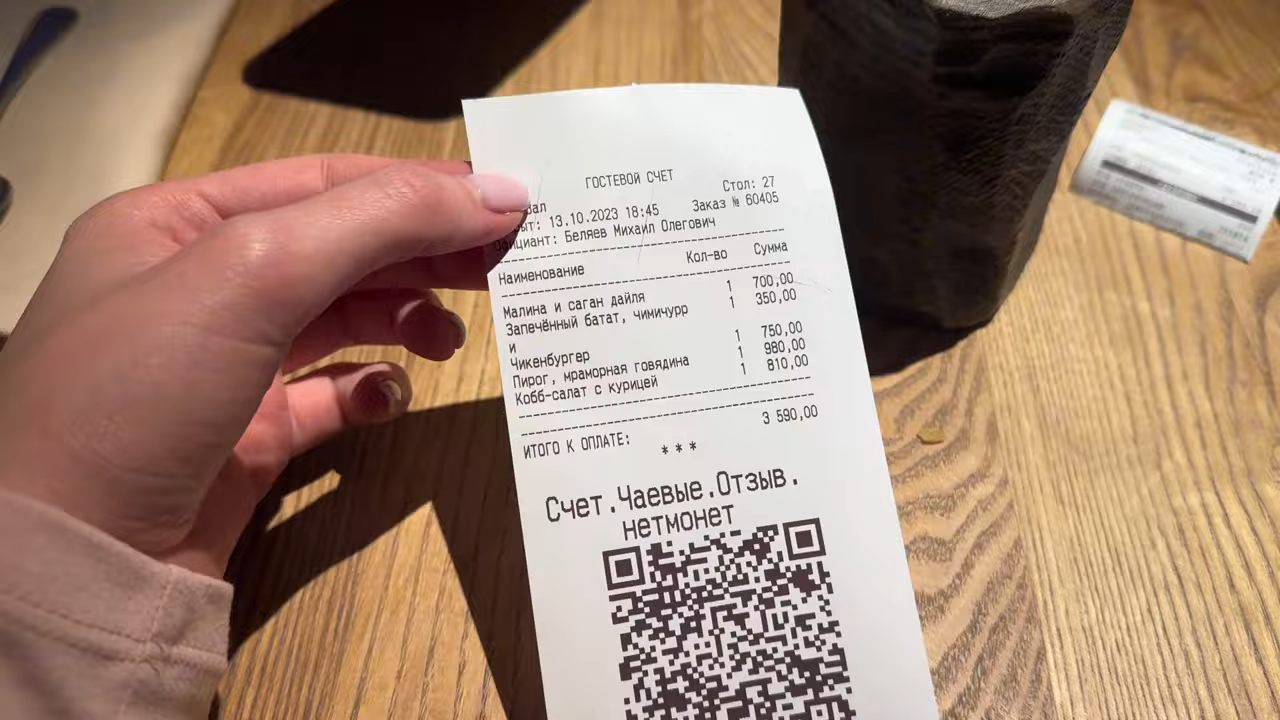 ГОСТЕВОЙ СЧЕТ
Стол: 27
13.10.2023 18:45 Заказ № 60405
Официант: Беляев Михаил Олегович
Наименование Кол-во Сумма
Малина и саган дайля 1 700,00
Запечённый батат, чимичурр 1 350,00
и
Чикенбургер 1 750,00
Пирог, мраморная говядина 1 980,00
Кобб-салат с курицей 1 810,00
ИТОГО К ОПЛАТЕ: 3 590,00
***
Счет.Чаевые.Отзыв.
нетмонет